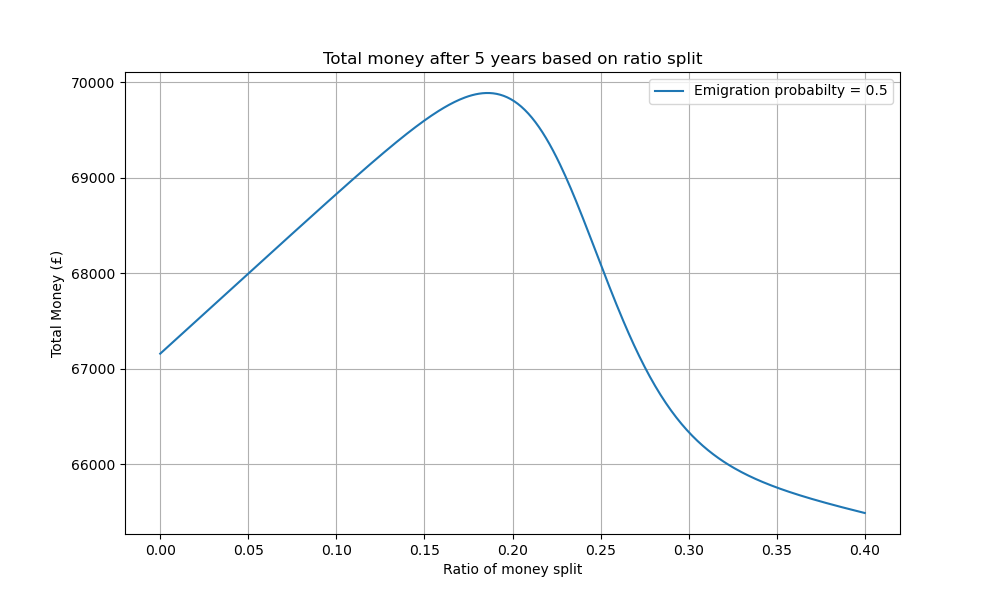 Total money after 5 years based on ratio split
Emigration probabilty = 0.5
70000
69000
68000
67000
66000
Total Money (£)
0.00 0.05 0.10 0.15 0.20 0.25 0.30 0.35 0.40
Ratio of money split